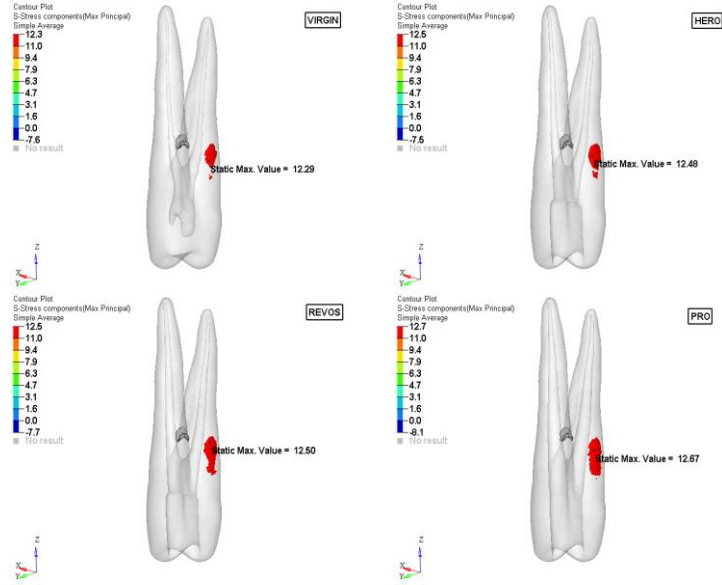 Contour Plot
S-Stress components(Max Principal)
Simple Average
12.3
11.0
9.4
7.9
6.3
4.7
3.1
1.6
0.0
-7.6
No result
VIRGIN
Static Max. Value = 12.29
Z
X
Y
Contour Plot
S-Stress components(Max Principal)
Simple Average
12.5
11.0
9.4
7.9
6.3
4.7
3.1
1.6
0.0
-7.5
No result
HERO
Static Max. Value = 12.48
Z
X
Y
Contour Plot
S-Stress components(Max Principal)
Simple Average
12.5
11.0
9.4
7.9
6.3
4.7
3.1
1.6
0.0
-7.7
No result
REVOS
Static Max. Value = 12.50
Z
X
Y
Contour Plot
S-Stress components(Max Principal)
Simple Average
12.7
11.0
9.4
7.9
6.3
4.7
3.1
1.6
0.0
-8.1
No result
PRO
Static Max. Value = 12.67
Z
X
Y